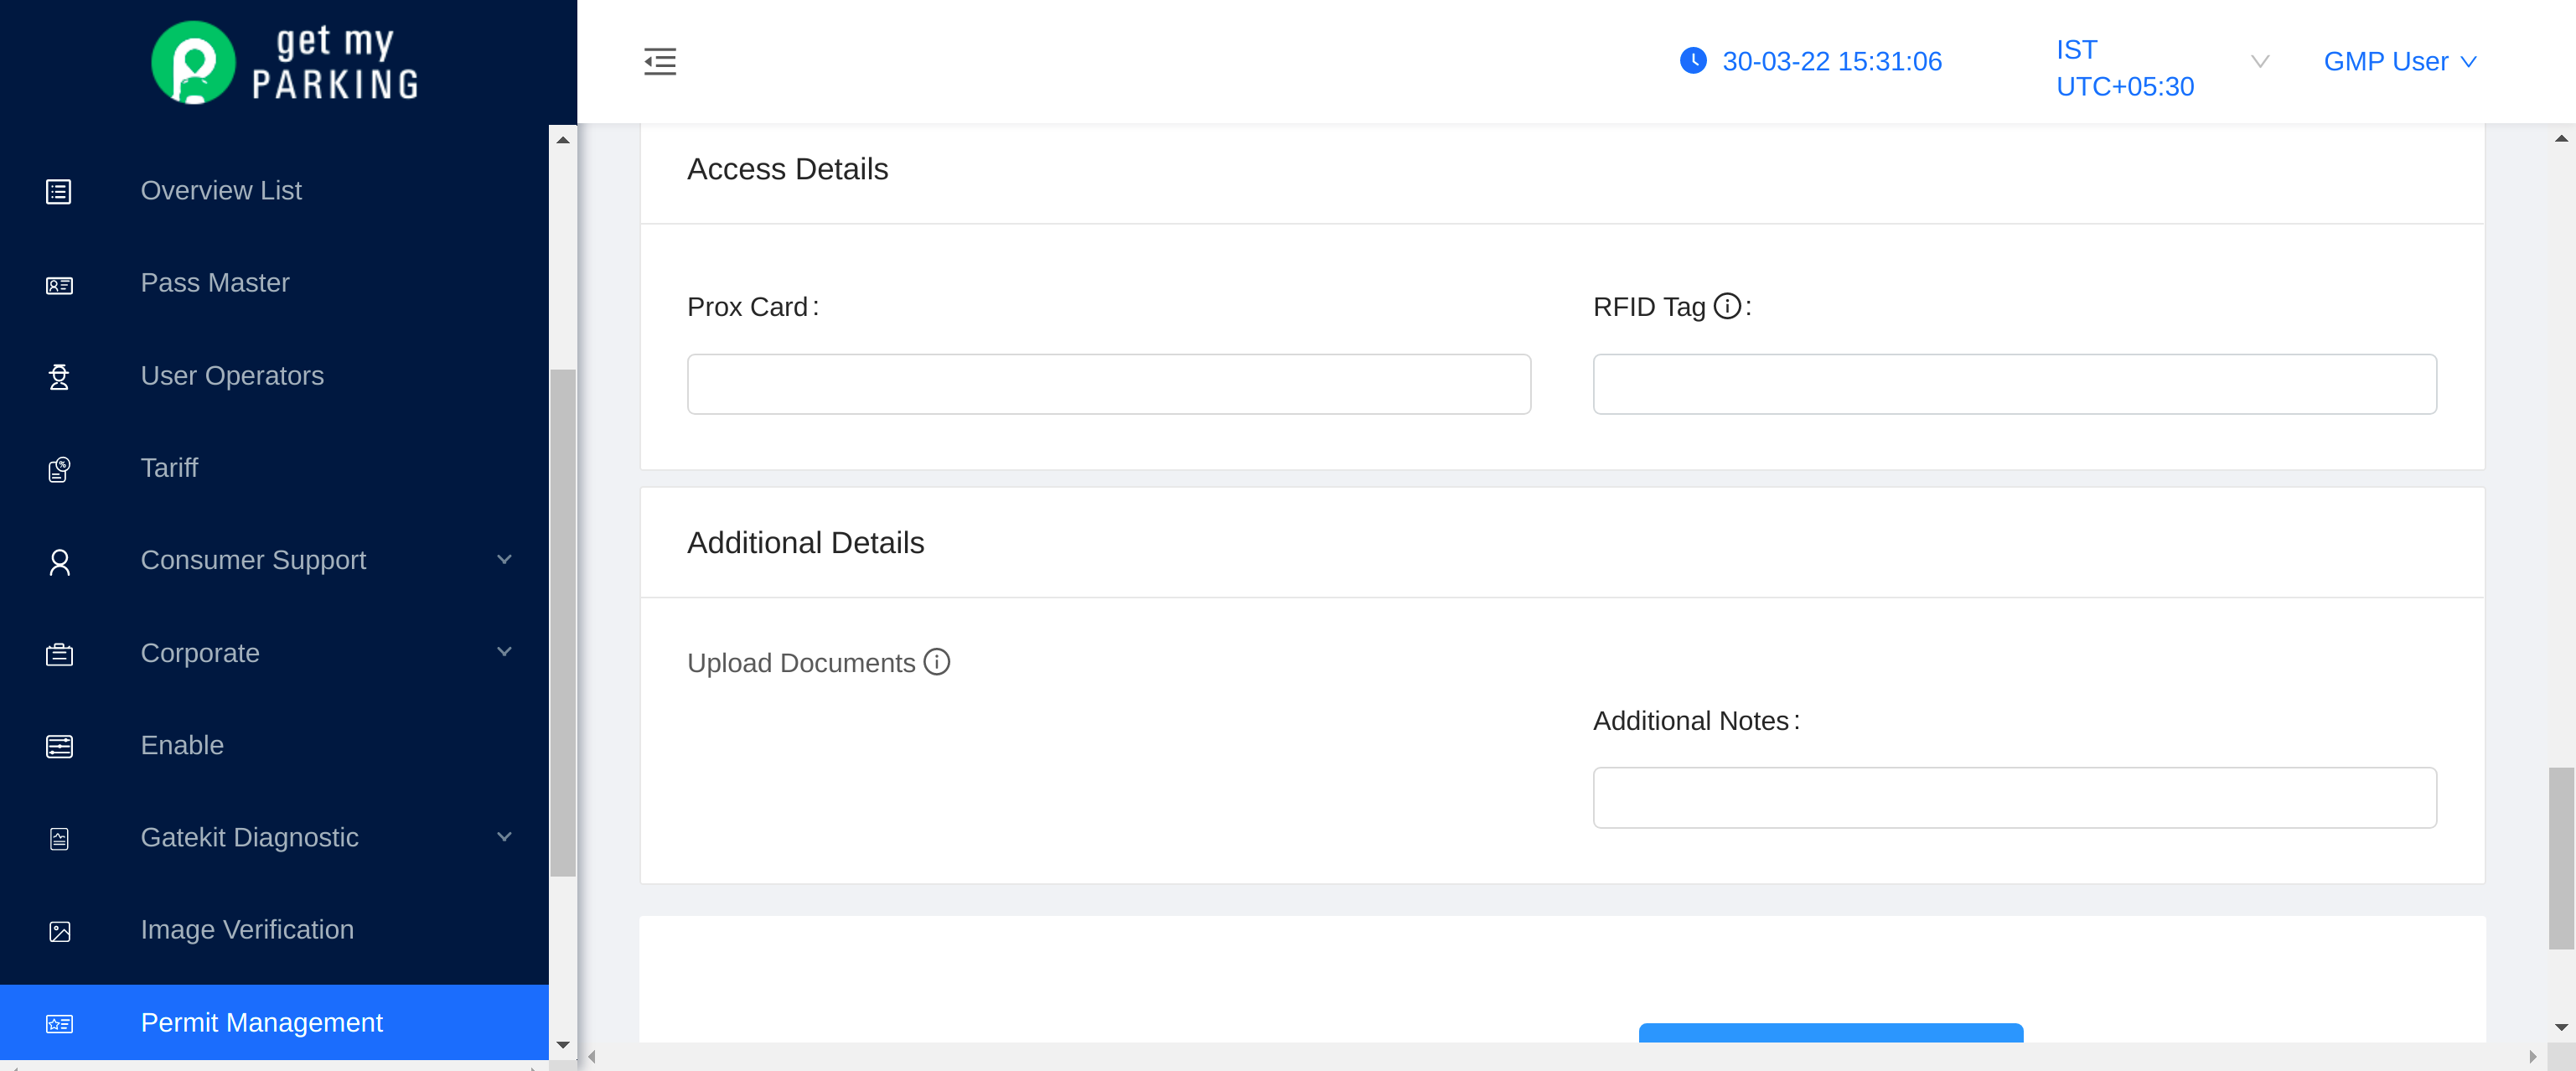 get my
PARKING
30-03-22 15:31:06
IST
UTC+05:30
GMP User
Overview List
Pass Master
User Operators
Tariff
Consumer Support
Corporate
Enable
Gatekit Diagnostic
Image Verification
Permit Management
Access Details
Prox Card :
RFID Tag :
Additional Details
Upload Documents
Additional Notes :